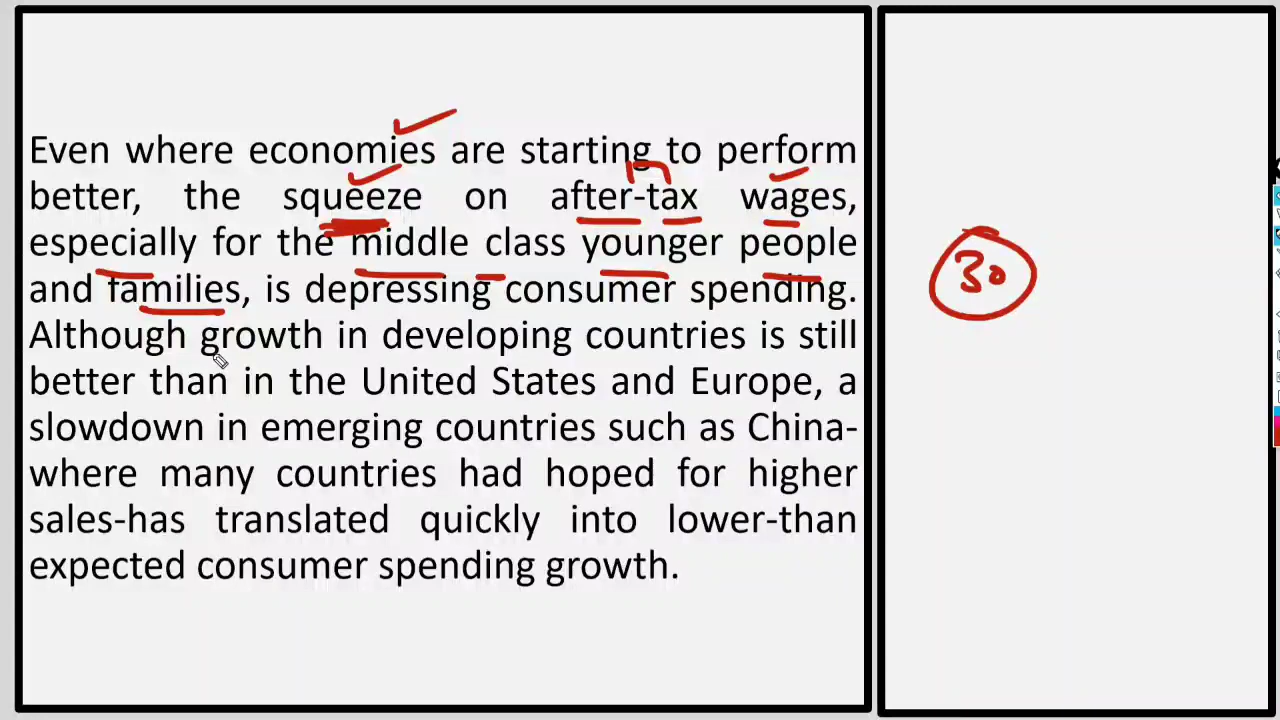 Even where economies are starting to perform
better, the squeeze on after-tax wages,
especially for the middle class younger people
and families, is depressing consumer spending.
Although growth in developing countries is still
better than in the United States and Europe, a
slowdown in emerging countries such as China-
where many countries had hoped for higher
sales-has translated quickly into lower-than
expected consumer spending growth.
30